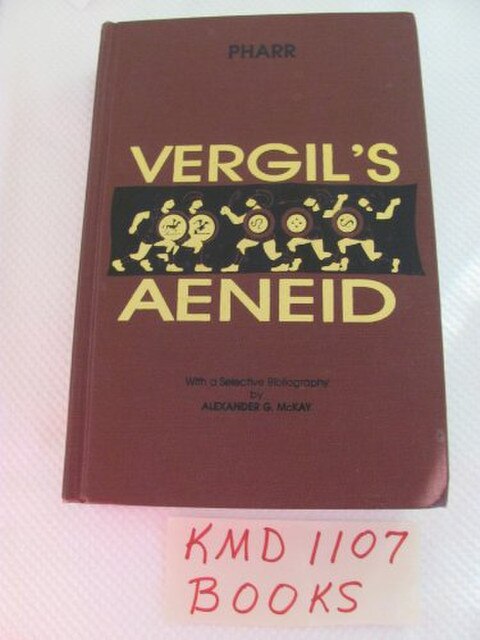 PHARR
VERGIL'S
AENEID
With a Selective Bibliography
by
ALEXANDER G. McKAY
KMD 1107
BOOKS